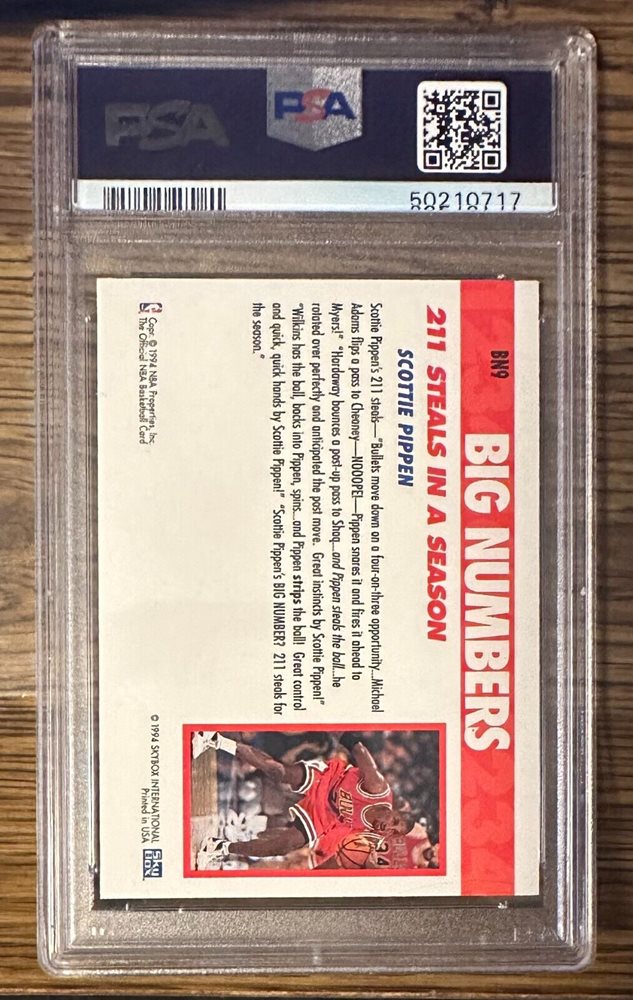 PSA
PSA
50210717
BN9
BIG NUMBERS
211 STEALS IN A SEASON
SCOTTIE PIPPEN
Scottie Pippen's 211 steals—"Bullets move down on a four-on-three opportunity...Michael
Adams flips a pass to Cheaney—NOOOPE!—Pippen snares it and fires it ahead to
Myers!" "Hardaway bounces a post-up pass to Shaq...and Pippen steals the ball...he
rotated over perfectly and anticipated the post move. Great instincts by Scottie Pippen!"
"Wilkins has the ball, backs into Pippen, spins...and Pippen strips the ball! Great control
and quick, quick hands by Scottie Pippen!" "Scottie Pippen's BIG NUMBER? 211 steals for
the season."
Copr. © 1994 NBA Properties, Inc.
The Official NBA Basketball Card
© 1994 SKYBOX INTERNATIONAL
Printed in USA
SKY
BOX